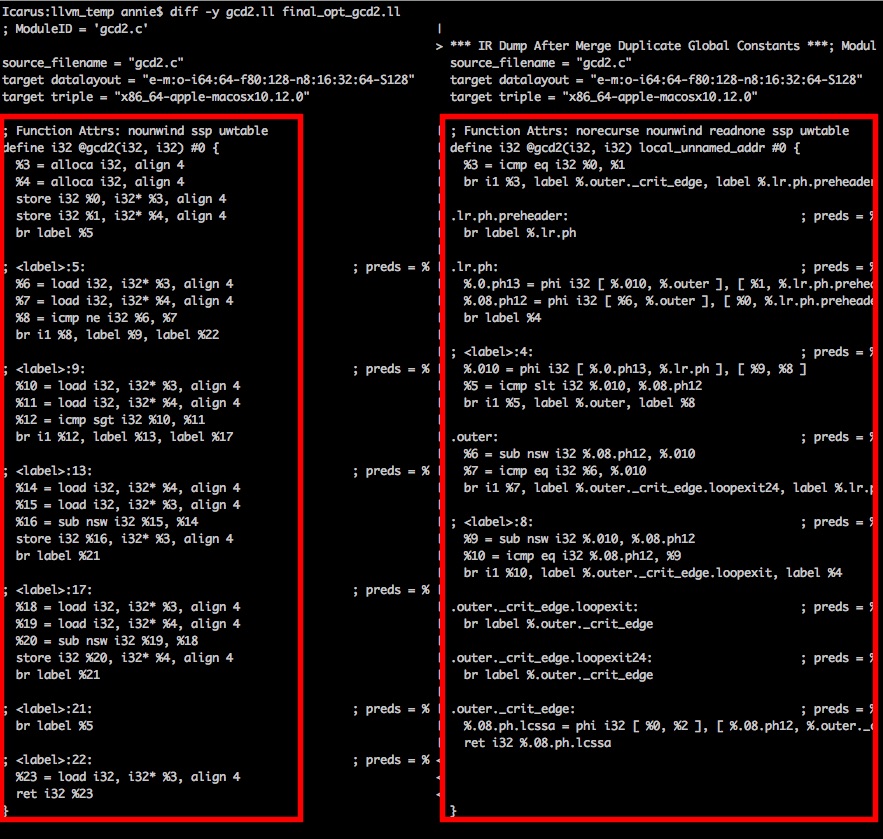 Icarus:llvm_temp annie$ diff -y gcd2.ll final_opt_gcd2.ll
; ModuleID = 'gcd2.c'
source_filename = "gcd2.c"
target datalayout = "e-m:o-i64:64-f80:128-n8:16:32:64-S128"
target triple = "x86_64-apple-macosx10.12.0"
; Function Attrs: nounwind ssp uwtable
define i32 @gcd2(i32, i32) #0 {
%3 = alloca i32, align 4
%4 = alloca i32, align 4
store i32 %0, i32* %3, align 4
store i32 %1, i32* %4, align 4
br label %5
; <label>:5: ; preds = %
%6 = load i32, i32* %3, align 4
%7 = load i32, i32* %4, align 4
%8 = icmp ne i32 %6, %7
br i1 %8, label %9, label %22
; <label>:9: ; preds = %
%10 = load i32, i32* %3, align 4
%11 = load i32, i32* %4, align 4
%12 = icmp sgt i32 %10, %11
br i1 %12, label %13, label %17
; <label>:13: ; preds = %
%14 = load i32, i32* %4, align 4
%15 = load i32, i32* %3, align 4
%16 = sub nsw i32 %15, %14
store i32 %16, i32* %3, align 4
br label %21
; <label>:17: ; preds = %
%18 = load i32, i32* %3, align 4
%19 = load i32, i32* %4, align 4
%20 = sub nsw i32 %19, %18
store i32 %20, i32* %4, align 4
br label %21
; <label>:21: ; preds = %
br label %5
; <label>:22: ; preds = %
%23 = load i32, i32* %3, align 4
ret i32 %23
}
> *** IR Dump After Merge Duplicate Global Constants ***; Modul
source_filename = "gcd2.c"
target datalayout = "e-m:o-i64:64-f80:128-n8:16:32:64-S128"
target triple = "x86_64-apple-macosx10.12.0"
; Function Attrs: norecurse nounwind readnone ssp uwtable
define i32 @gcd2(i32, i32) local_unnamed_addr #0 {
%3 = icmp eq i32 %0, %1
br i1 %3, label %.outer._crit_edge, label %.lr.ph.preheader
.lr.ph.preheader: ; preds = %
br label %.lr.ph
.lr.ph: ; preds = %
%.0.ph13 = phi i32 [ %.010, %.outer ], [ %1, %.lr.ph.prehe
%.08.ph12 = phi i32 [ %6, %.outer ], [ %0, %.lr.ph.prehead
br label %4
; <label>:4: ; preds = %
%.010 = phi i32 [ %.0.ph13, %.lr.ph ], [ %9, %8 ]
%5 = icmp slt i32 %.010, %.08.ph12
br i1 %5, label %.outer, label %8
.outer: ; preds = %
%6 = sub nsw i32 %.08.ph12, %.010
%7 = icmp eq i32 %6, %.010
br i1 %7, label %.outer._crit_edge.loopexit24, label %.lr.p
; <label>:8: ; preds = %
%9 = sub nsw i32 %.010, %.08.ph12
%10 = icmp eq i32 %.08.ph12, %9
br i1 %10, label %.outer._crit_edge.loopexit, label %4
.outer._crit_edge.loopexit: ; preds = %
br label %.outer._crit_edge
.outer._crit_edge.loopexit24: ; preds = %
br label %.outer._crit_edge
.outer._crit_edge: ; preds = %
%.08.ph.lcssa = phi i32 [ %0, %2 ], [ %.08.ph12, %.outer._c
ret i32 %.08.ph.lcssa
}